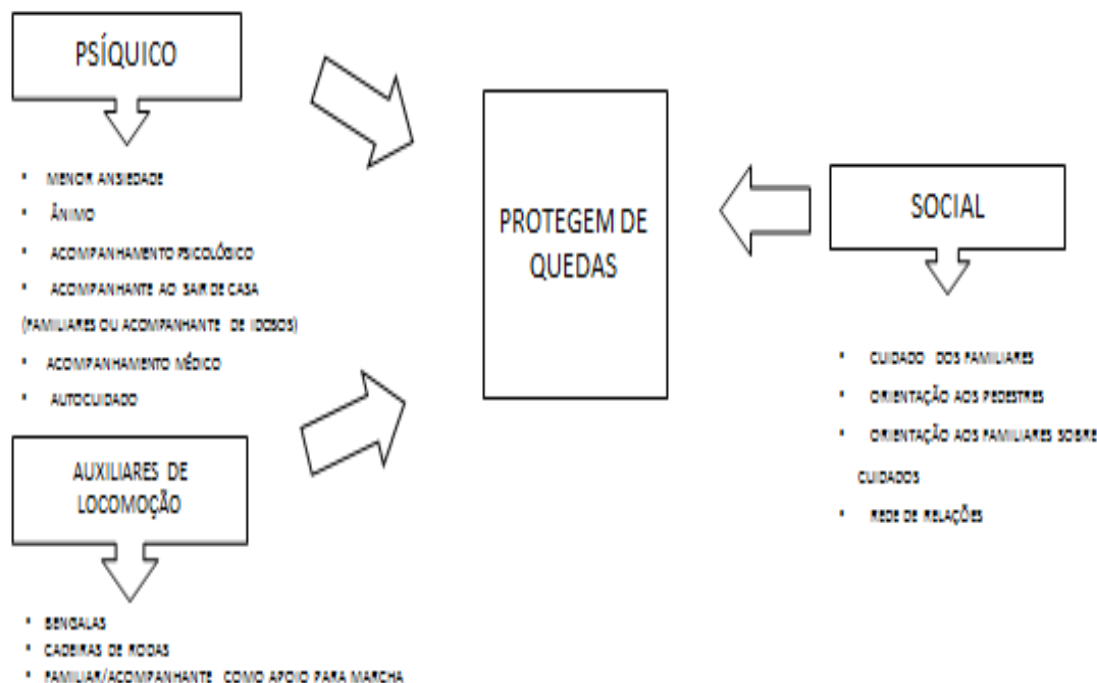 PSÍQUICO
• MENOR ANSIEDADE
• ÂNIMO
• ACOMPANHAMENTO PSICOLÓGICO
• ACOMPANHANTE AO SAIR DE CASA
(FAMILIARES OU ACOMPANHANTE DE IDOSOS)
• ACOMPANHAMENTO MÉDICO
• AUTOCUIDADO
AUXILIARES DE
LOCOMOÇÃO
• BENGALAS
• CADEIRAS DE RODAS
• FAMILIAR/ACOMPANHANTE COMO APOIO PARA MARCHA
PROTEGEM DE
QUEDAS
SOCIAL
• CUIDADO DOS FAMILIARES
• ORIENTAÇÃO AOS PEDESTRES
• ORIENTAÇÃO AOS FAMILIARES SOBRE
CUIDADOS
• REDE DE RELAÇÕES